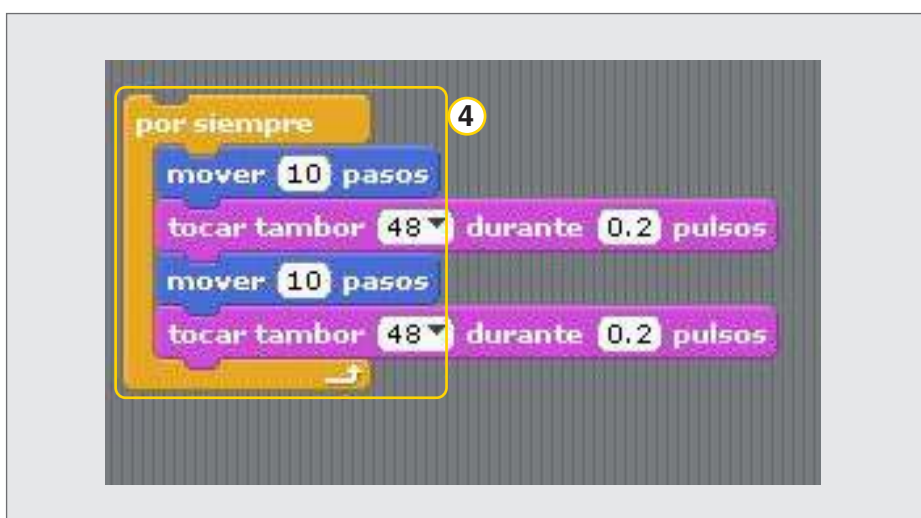 por siempre
4
mover 10 pasos
tocar tambor 48 durante 0.2 pulsos
mover 10 pasos
tocar tambor 48 durante 0.2 pulsos